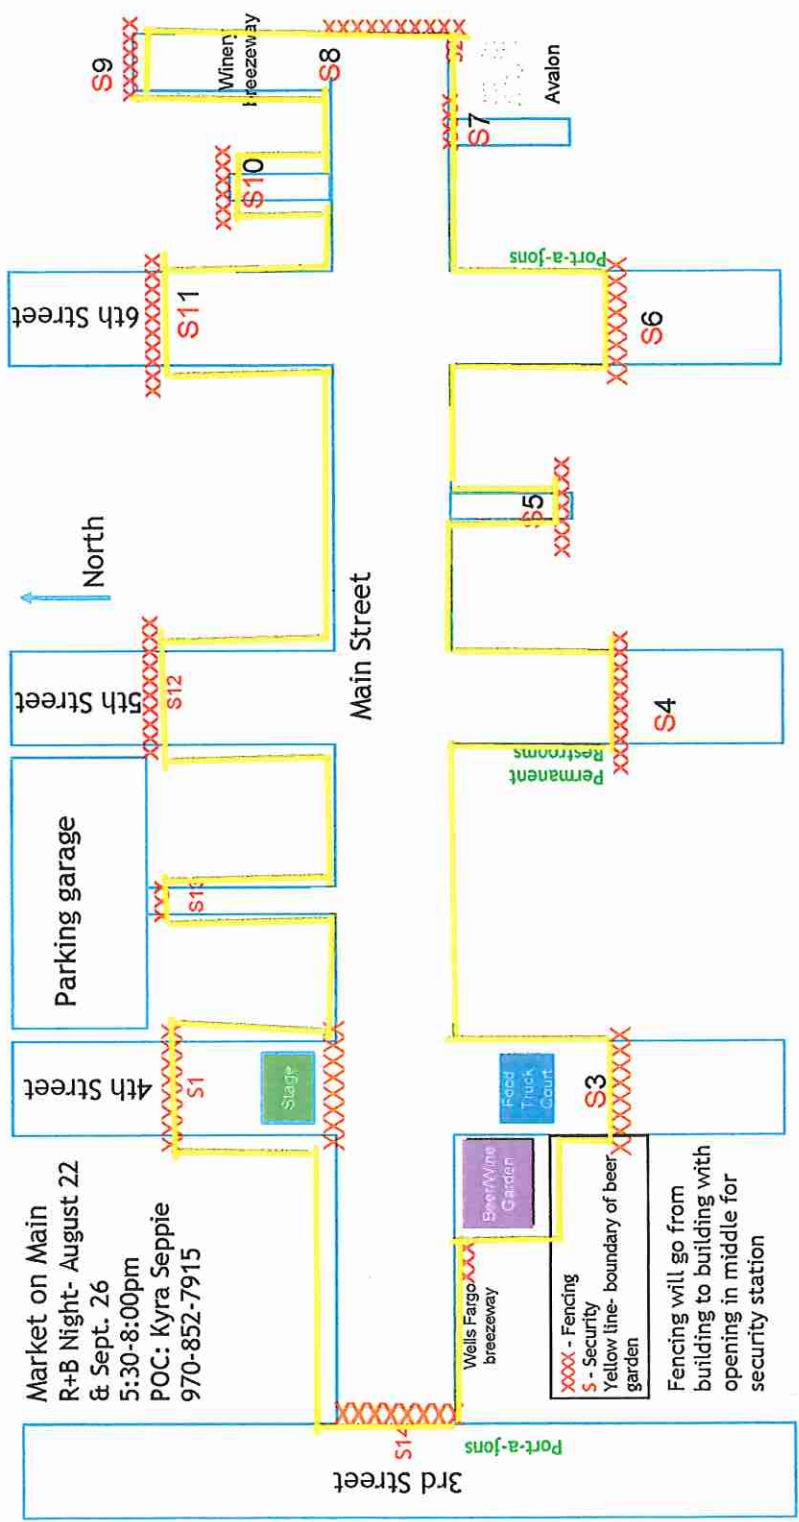 Market on Main
R+B Night- August 22
& Sept. 26
5:30-8:00pm
POC: Kyra Seppie
970-852-7915
4th Street
Parking garage
5th Street
North
6th Street
S1
S13
S12
S11
S10
S9
Winery
breezeway
S8
Stage
Main Street
3rd Street
S14
Port-a-jons
Wells Fargo
breezeway
Beer/Wine
Garden
Food
Truck
Court
S3
Permanent
Restrooms
S4
S5
Port-a-jons
S6
S7
Avalon
XXXX - Fencing
S - Security
Yellow line- boundary of beer
garden
Fencing will go from
building to building with
opening in middle for
security station